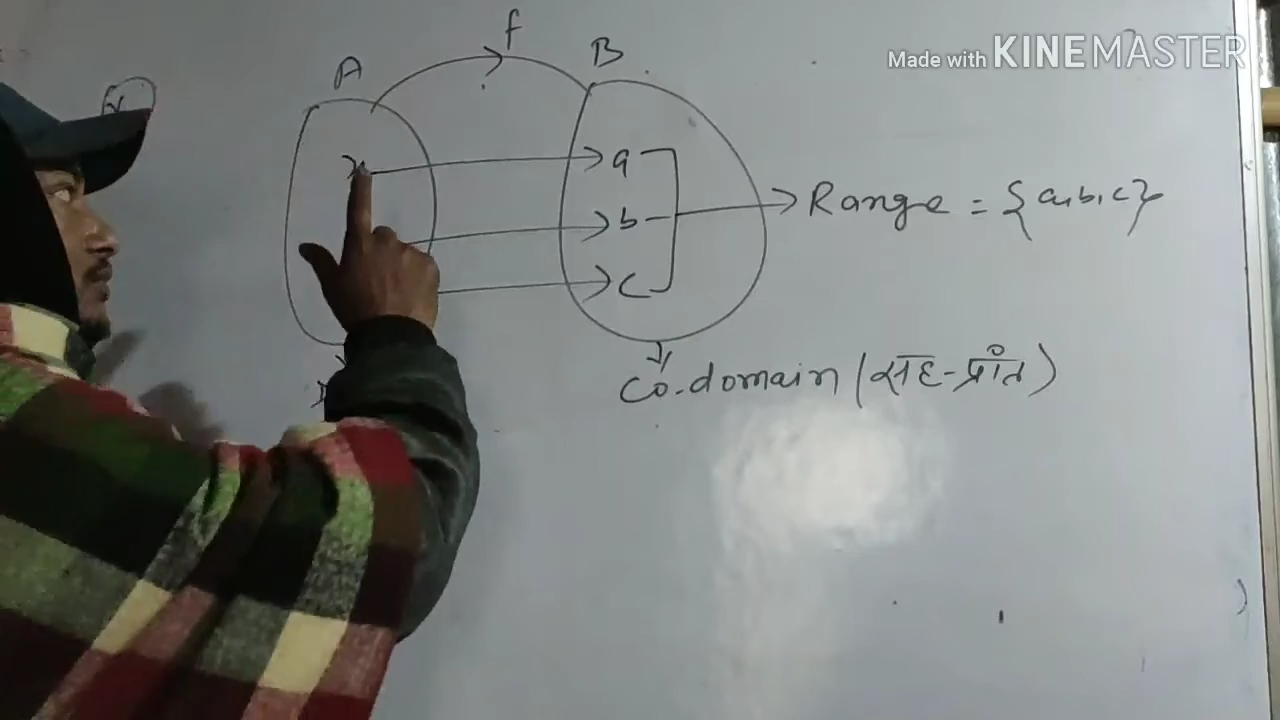 Made with KINEMASTER
f
A
B
x
a
b
c
Range = {a,b,c}
Co-domain (सह-प्रांत)